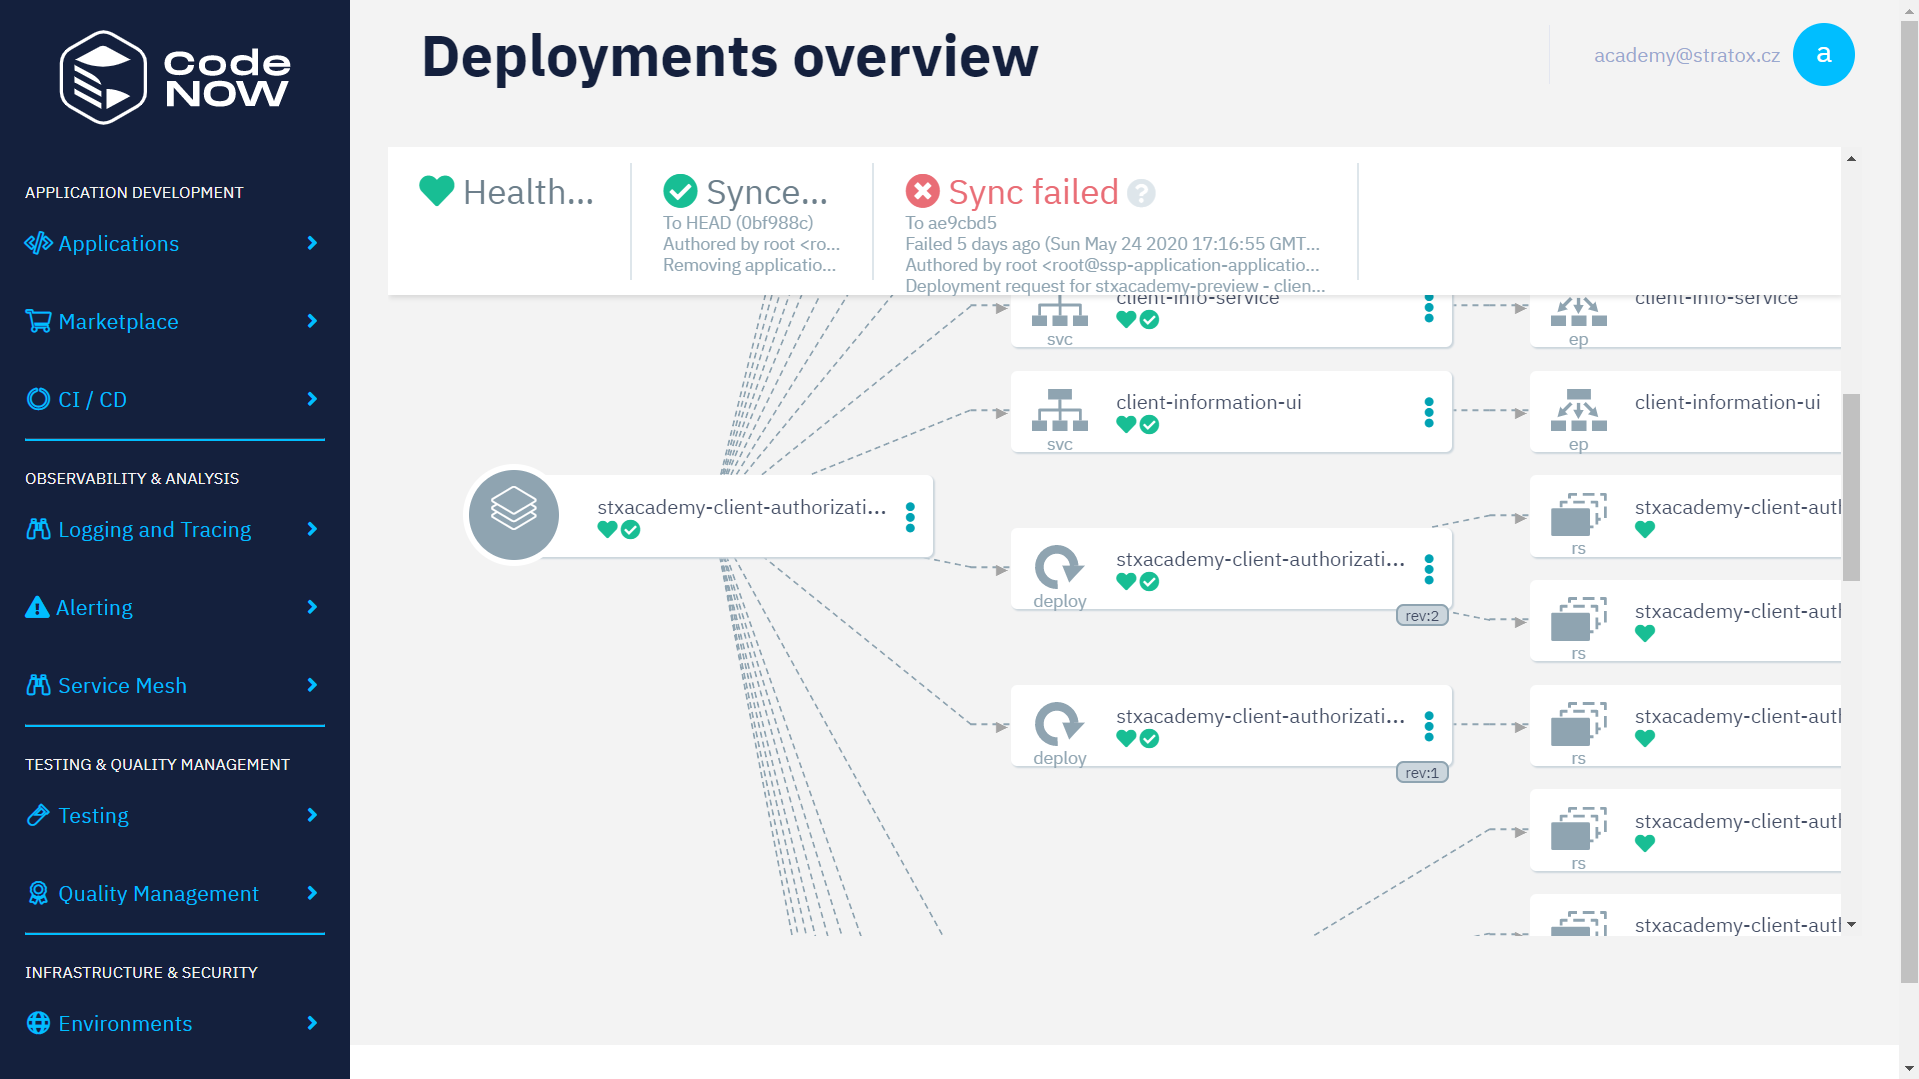 Code
NOW
APPLICATION DEVELOPMENT
Applications
Marketplace
CI / CD
OBSERVABILITY & ANALYSIS
Logging and Tracing
Alerting
Service Mesh
TESTING & QUALITY MANAGEMENT
Testing
Quality Management
INFRASTRUCTURE & SECURITY
Environments
Deployments overview
academy@stratox.cz
a
Health...
Synce...
To HEAD (0bf988c)
Authored by root <ro...
Removing applicatio...
Sync failed
?
To ae9cbd5
Failed 5 days ago (Sun May 24 2020 17:16:55 GMT...
Authored by root <root@ssp-application-applicatio...
Deployment request for stxacademy-preview - clien...
client-info-service
svc
client-info-service
ep
client-information-ui
svc
client-information-ui
ep
stxacademy-client-authorizati...
stxacademy-client-authorizati...
deploy
rev:2
stxacademy-client-authorizati...
deploy
rev:1
stxacademy-client-aut
rs
stxacademy-client-aut
rs
stxacademy-client-aut
rs
stxacademy-client-aut
rs
stxacademy-client-aut